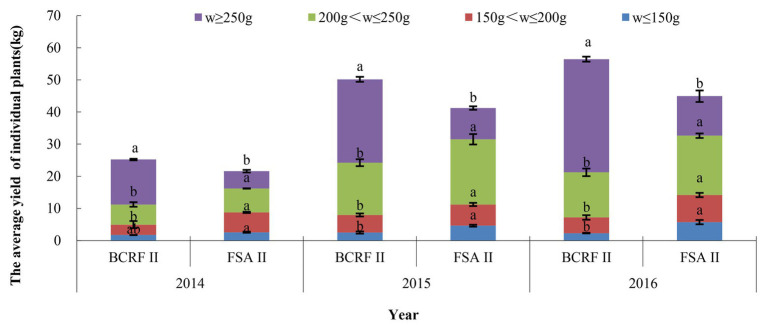 70
w≥250g 200g＜w≤250g 150g＜w≤200g w≤150g
60
50
40
30
20
10
0
The average yield of individual plants(kg)
a
b
b
ab
b
a
a
a
a
b
b
b
b
a
a
a
a
b
b
b
b
a
a
a
BCRF II FSA II BCRF II FSA II BCRF II FSA II
2014 2015 2016
Year